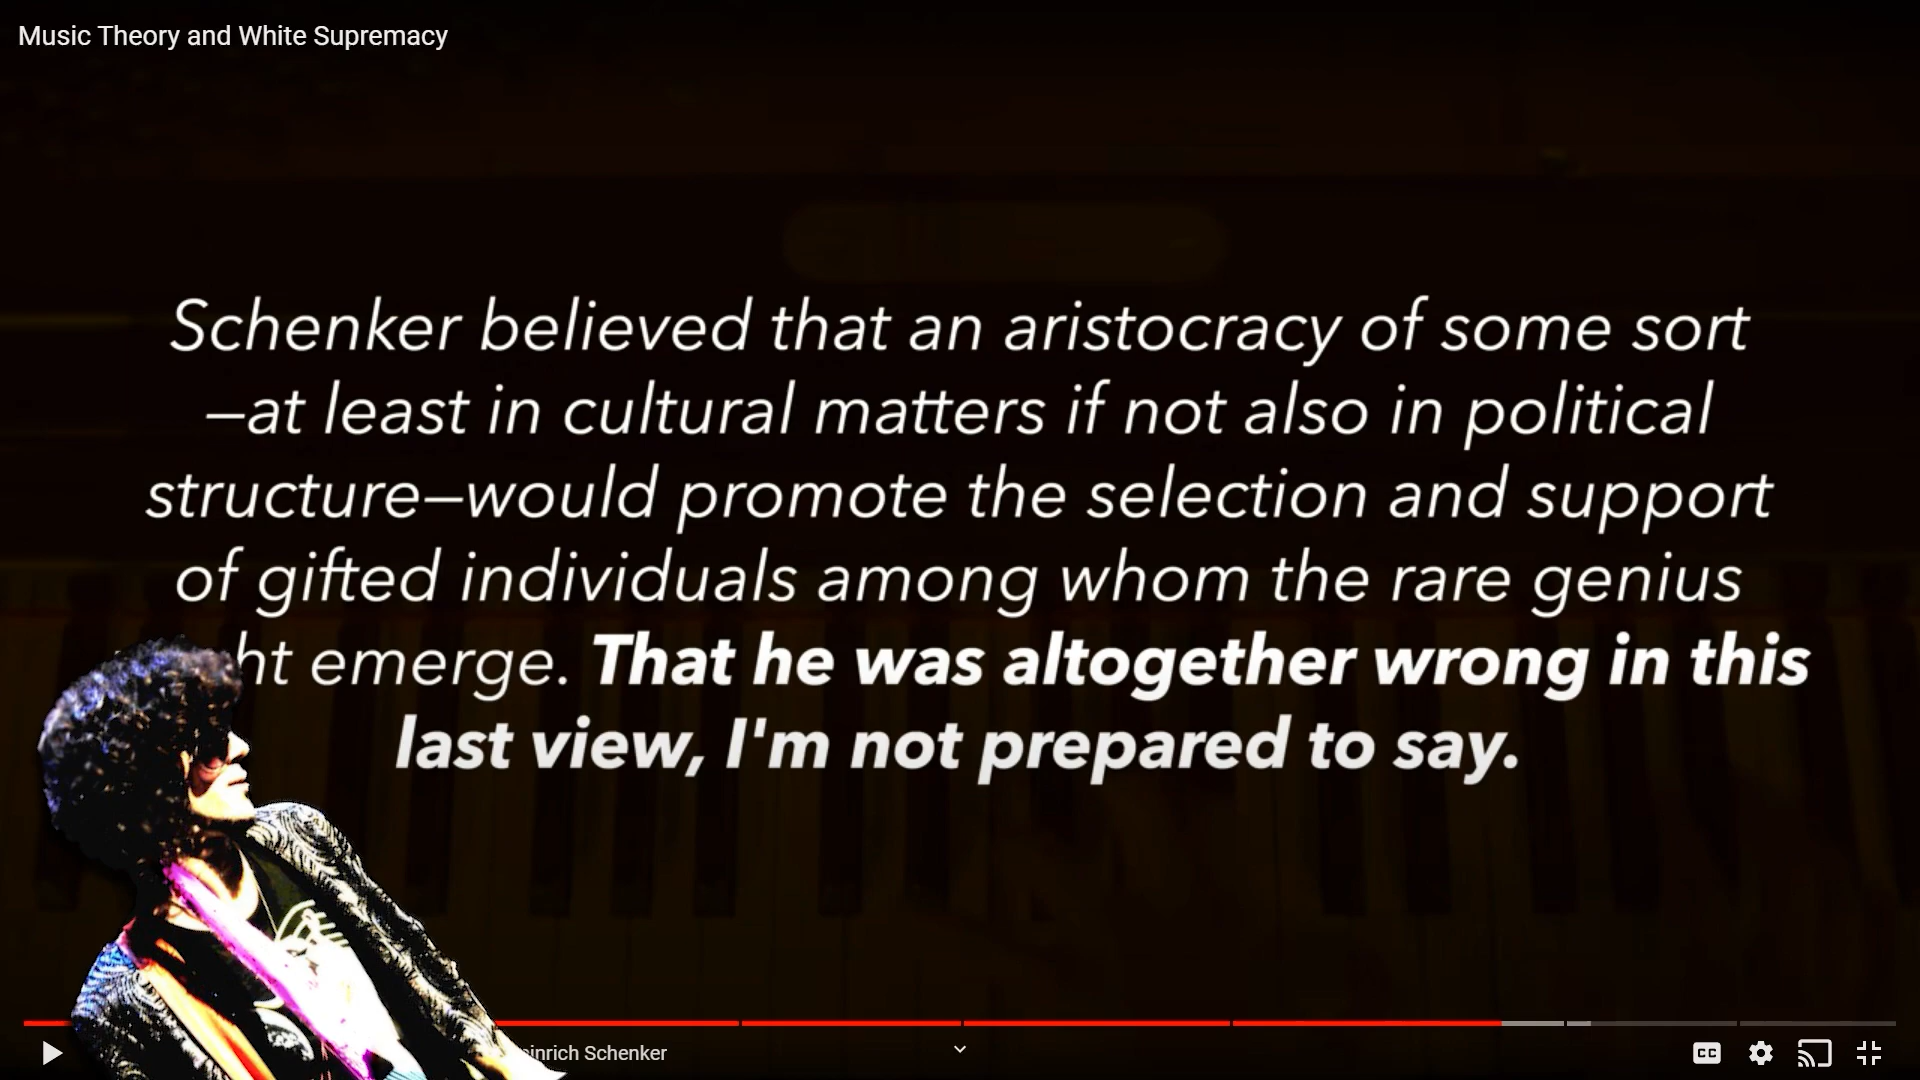 Music Theory and White Supremacy
Schenker believed that an aristocracy of some sort
—at least in cultural matters if not also in political
structure—would promote the selection and support
of gifted individuals among whom the rare genius
ht emerge. That he was altogether wrong in this
last view, I'm not prepared to say.
inrich Schenker
CC